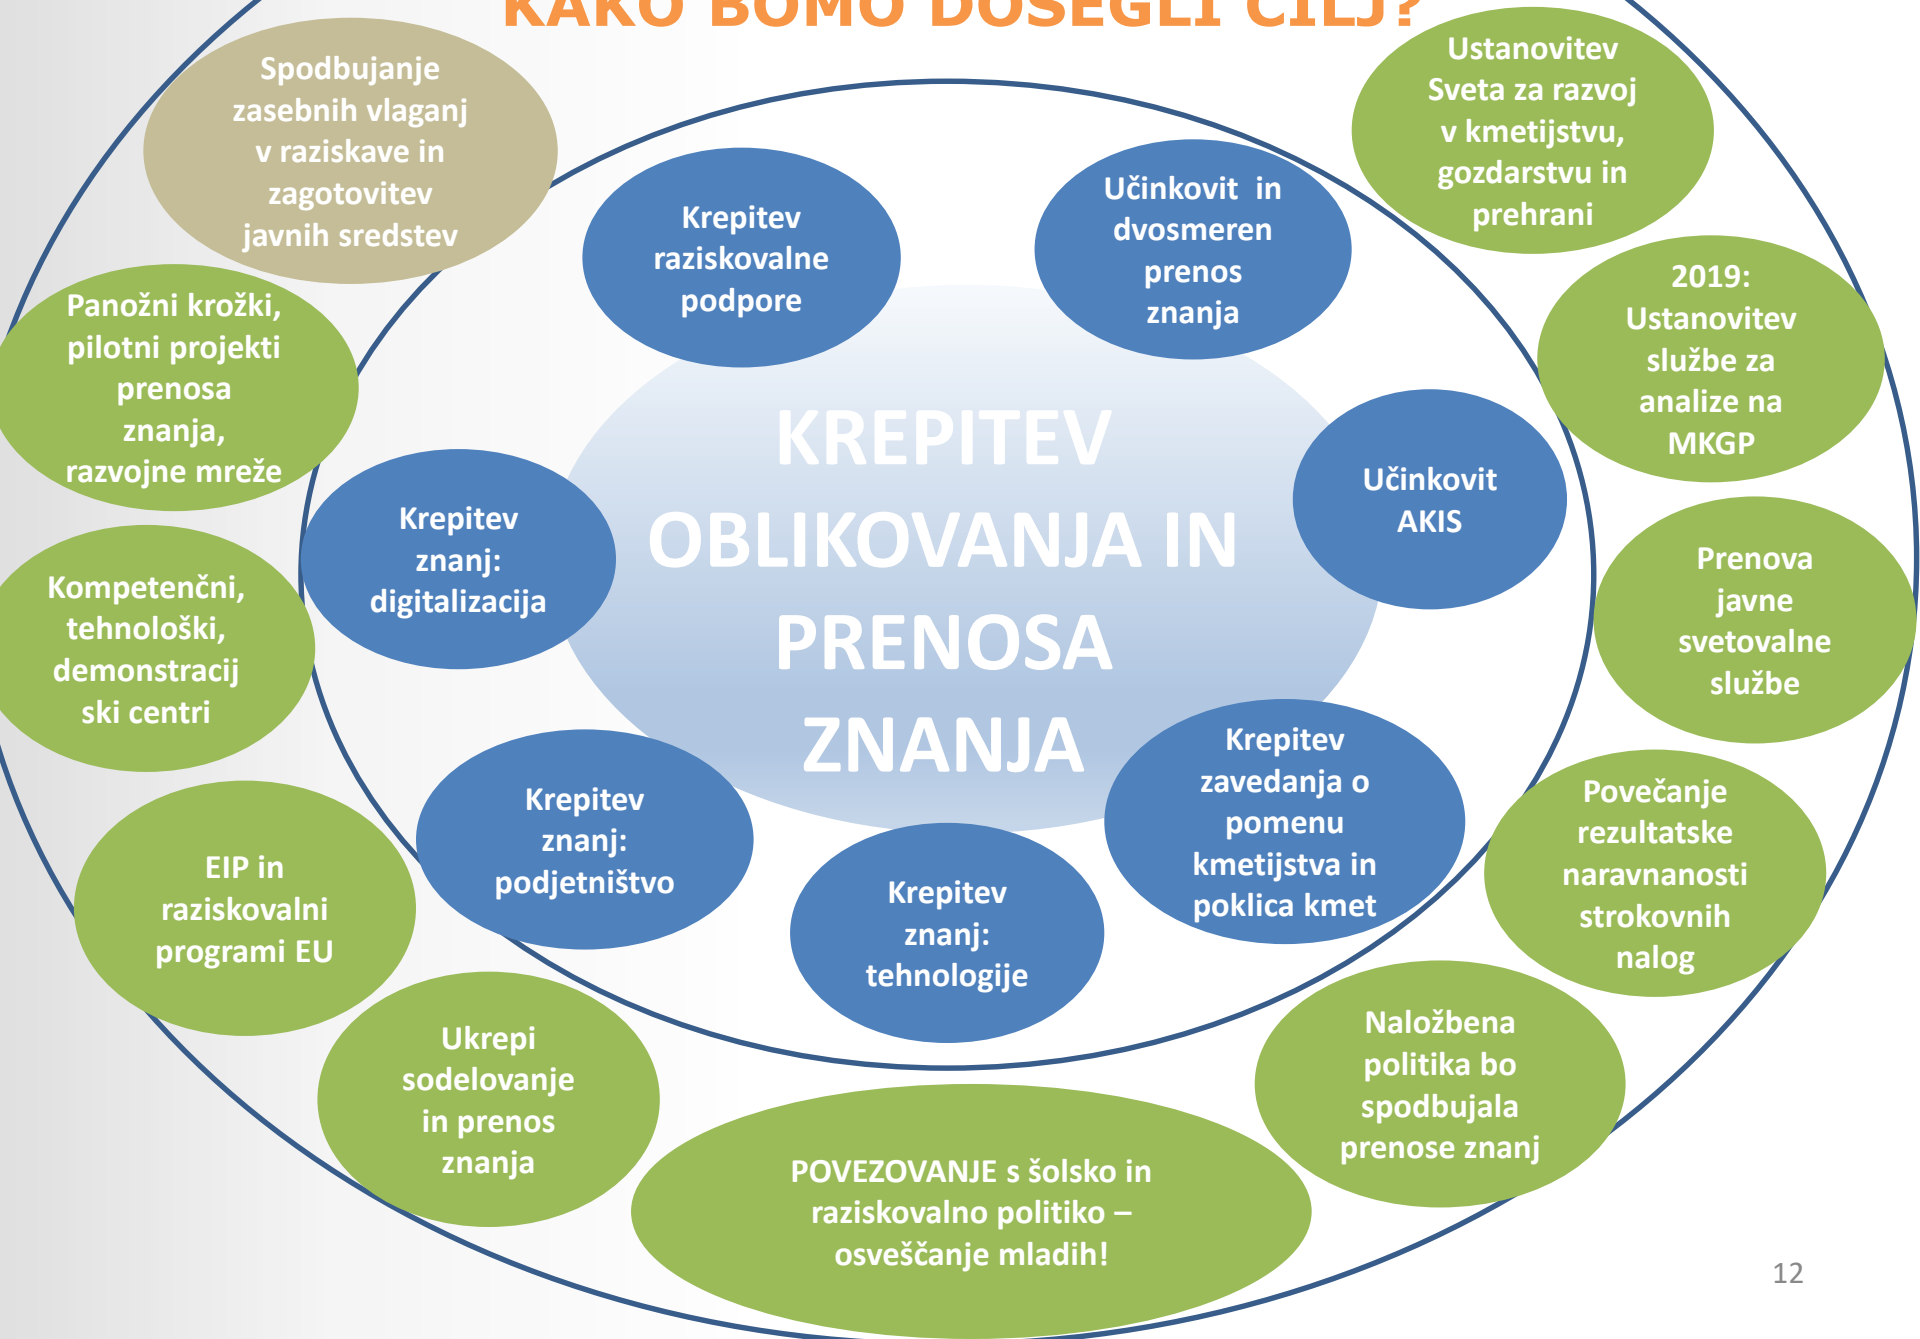 KAKO BOMO DOSEGLI CILJ?
Spodbujanje
zasebnih vlaganj
v raziskave in
zagotovitev
javnih sredstev
Ustanovitev
Sveta za razvoj
v kmetijstvu,
gozdarstvu in
prehrani
Krepitev
raziskovalne
podpore
Učinkovit  in
dvosmeren
prenos
znanja
2019:
Ustanovitev
službe za
analize na
MKGP
Panožni krožki,
pilotni projekti
prenosa
znanja,
razvojne mreže
KREPITEV
OBLIKOVANJA IN
PRENOSA
ZNANJA
Učinkovit
AKIS
Krepitev
znanj:
digitalizacija
Prenova
javne
svetovalne
službe
Kompetenčni,
tehnološki,
demonstracij
ski centri
Krepitev
zavedanja o
pomenu
kmetijstva in
poklica kmet
Krepitev
znanj:
podjetništvo
Povečanje
rezultatske
naravnanosti
strokovnih
nalog
EIP in
raziskovalni
programi EU
Krepitev
znanj:
tehnologije
Naložbena
politika bo
spodbujala
prenose znanj
Ukrepi
sodelovanje
in prenos
znanja
POVEZOVANJE s šolsko in
raziskovalno politiko –
osveščanje mladih!
12